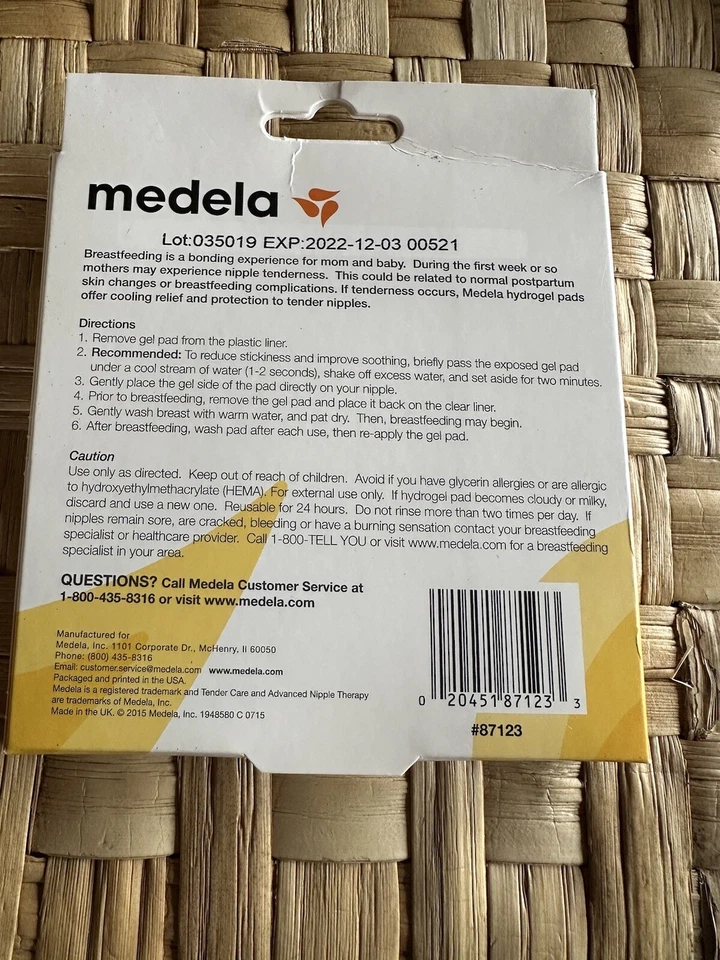 medela
Lot:035019 EXP:2022-12-03 00521
Breastfeeding is a bonding experience for mom and baby. During the first week or so
mothers may experience nipple tenderness. This could be related to normal postpartum
skin changes or breastfeeding complications. If tenderness occurs, Medela hydrogel pads
offer cooling relief and protection to tender nipples.
Directions
1. Remove gel pad from the plastic liner.
2. Recommended: To reduce stickiness and improve soothing, briefly pass the exposed gel pad
under a cool stream of water (1-2 seconds), shake off excess water, and set aside for two minutes.
3. Gently place the gel side of the pad directly on your nipple.
4. Prior to breastfeeding, remove the gel pad and place it back on the clear liner.
5. Gently wash breast with warm water, and pat dry. Then, breastfeeding may begin.
6. After breastfeeding, wash pad after each use, then re-apply the gel pad.
Caution
Use only as directed. Keep out of reach of children. Avoid if you have glycerin allergies or are allergic
to hydroxyethylmethacrylate (HEMA). For external use only. If hydrogel pad becomes cloudy or milky,
discard and use a new one. Reusable for 24 hours. Do not rinse more than two times per day. If
nipples remain sore, are cracked, bleeding or have a burning sensation contact your breastfeeding
specialist or healthcare provider. Call 1-800-TELL YOU or visit www.medela.com for a breastfeeding
specialist in your area.
QUESTIONS? Call Medela Customer Service at
1-800-435-8316 or visit www.medela.com
Manufactured for
Medela, Inc. 1101 Corporate Dr., McHenry, Il 60050
Phone: (800) 435-8316
Email: customer.service@medela.com www.medela.com
Packaged and printed in the USA.
Medela is a registered trademark and Tender Care and Advanced Nipple Therapy
are trademarks of Medela, Inc.
Made in the UK. © 2015 Medela, Inc. 1948580 C 0715
0 20451 87123 3
#87123